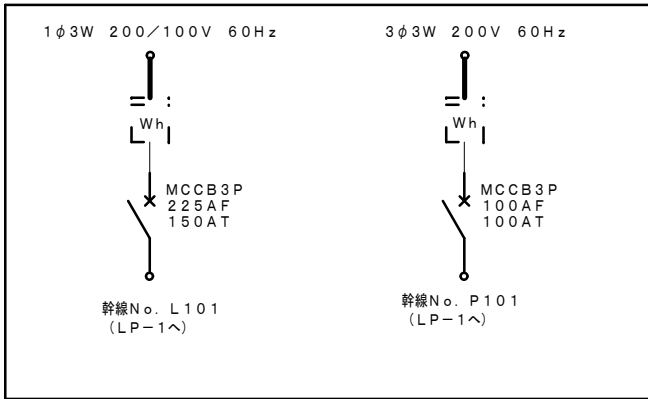 1φ3W 200/100V 60Hz
Wh
MCCB3P
225AF
150AT
幹線No. L101
(LP－1へ)
3φ3W 200V 60Hz
Wh
MCCB3P
100AF
100AT
幹線No. P101
(LP－1へ)